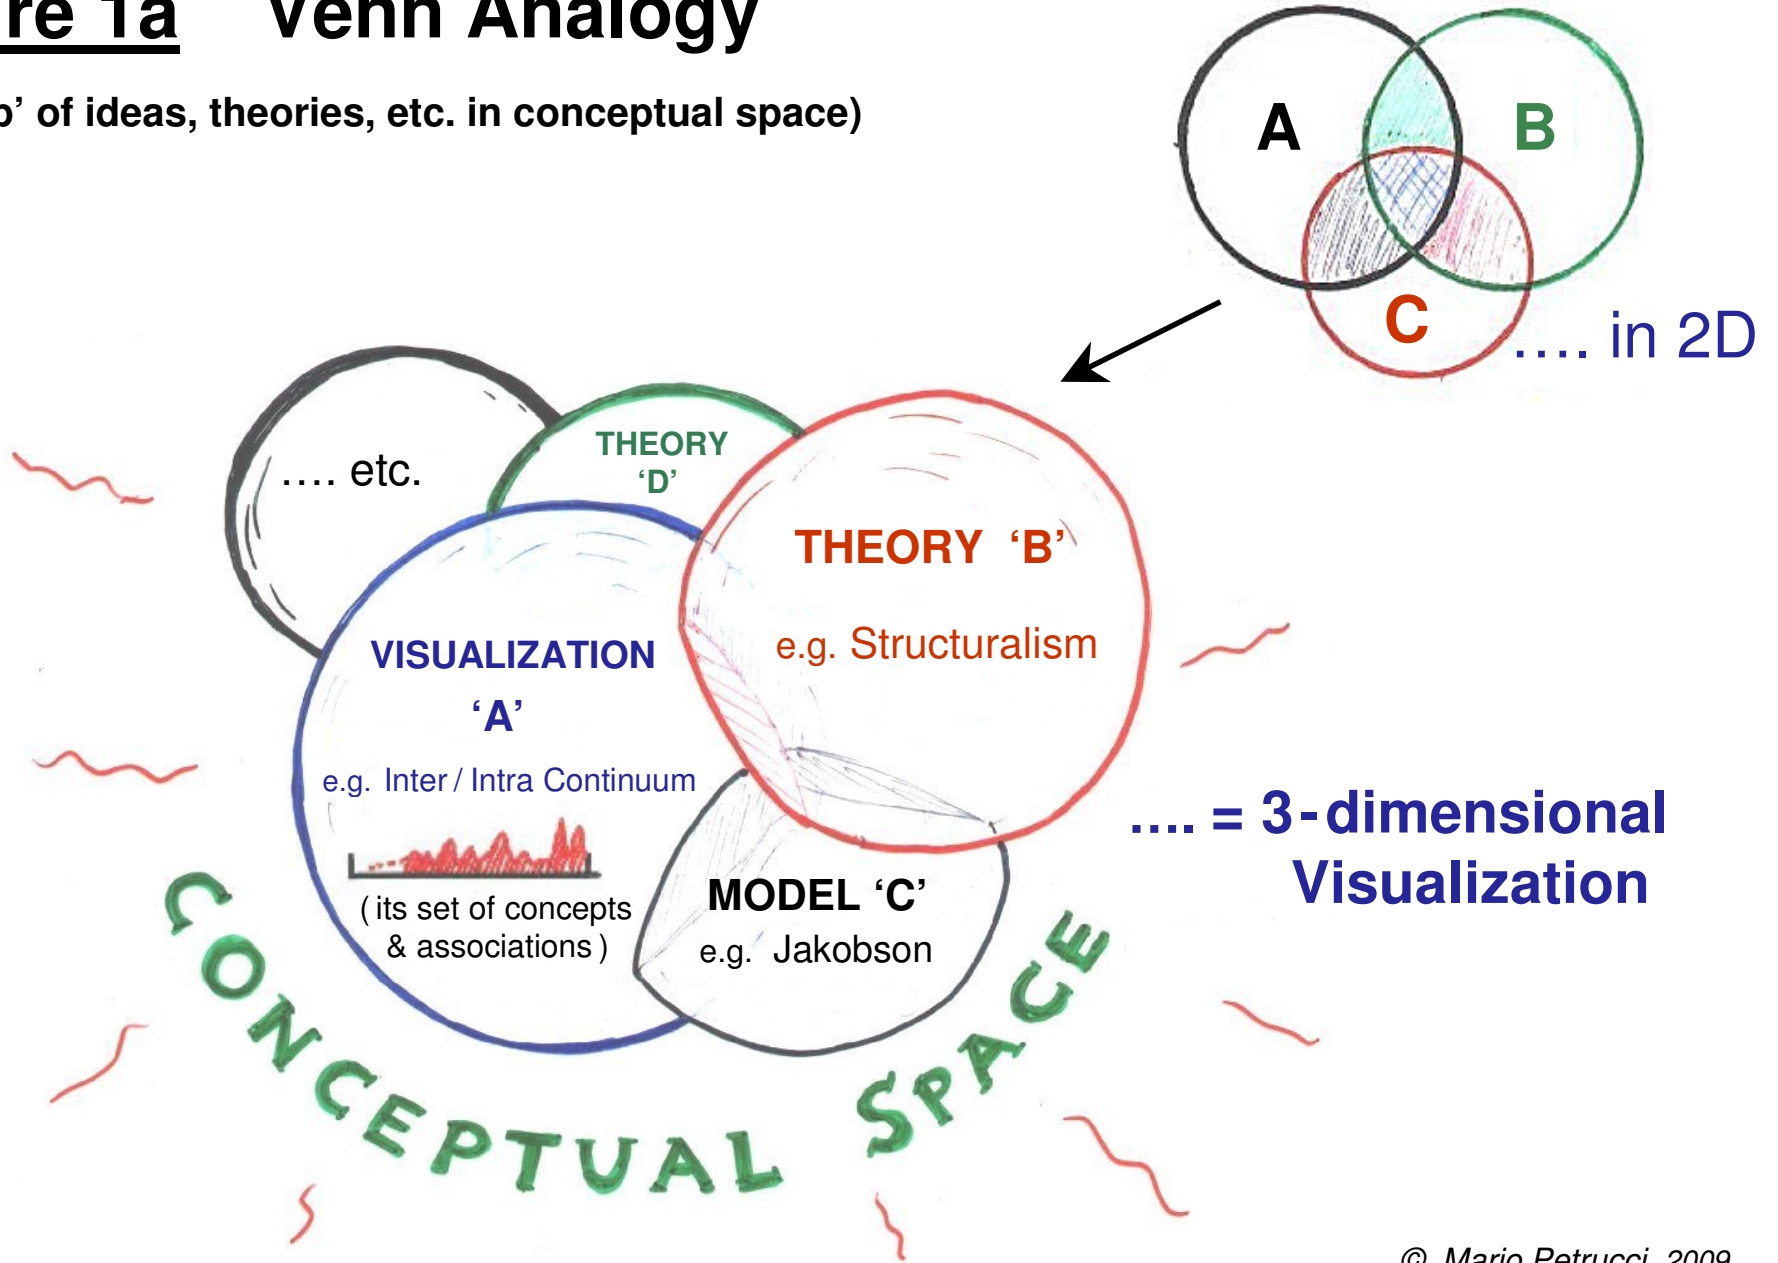 re 1a Venn Analogy
p’ of ideas, theories, etc. in conceptual space)
A
B
C
…. in 2D
…. etc.
THEORY
‘D’
THEORY ‘B’
e.g. Structuralism
VISUALIZATION
‘A’
e.g. Inter / Intra Continuum
(its set of concepts
& associations)
MODEL ‘C’
e.g. Jakobson
…. = 3-dimensional
Visualization
CONCEPTUAL SPACE
© Mario Petrucci 2009